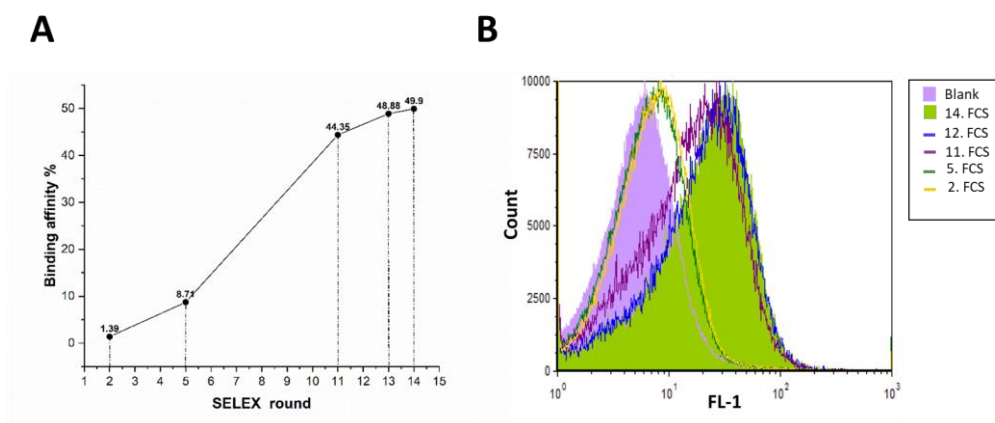 A
B
Binding affinity %
50
40
30
20
10
0
1.39
8.71
44.35
48.88
49.9
1 2 3 4 5 6 7 8 9 10 11 12 13 14 15
SELEX round
Count
10000
7500
5000
2500
0
10^0 10^1 10^2 10^3
FL-1
Blank
14. FCS
12. FCS
11. FCS
5. FCS
2. FCS